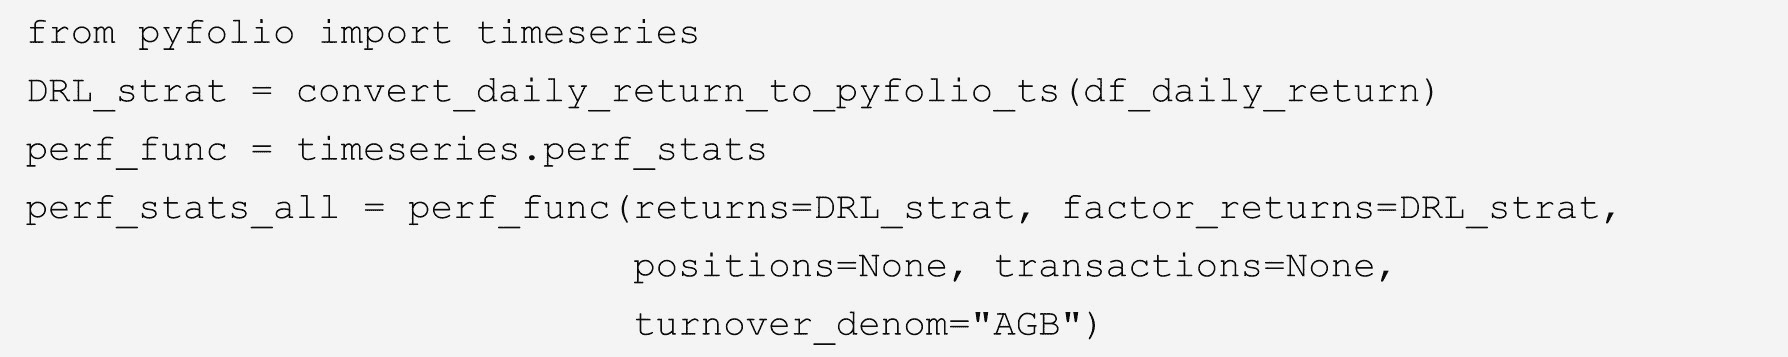 from pyfolio import timeseries
DRL_strat = convert_daily_return_to_pyfolio_ts(df_daily_return)
perf_func = timeseries.perf_stats
perf_stats_all = perf_func(returns=DRL_strat, factor_returns=DRL_strat,
                           positions=None, transactions=None,
                           turnover_denom="AGB")